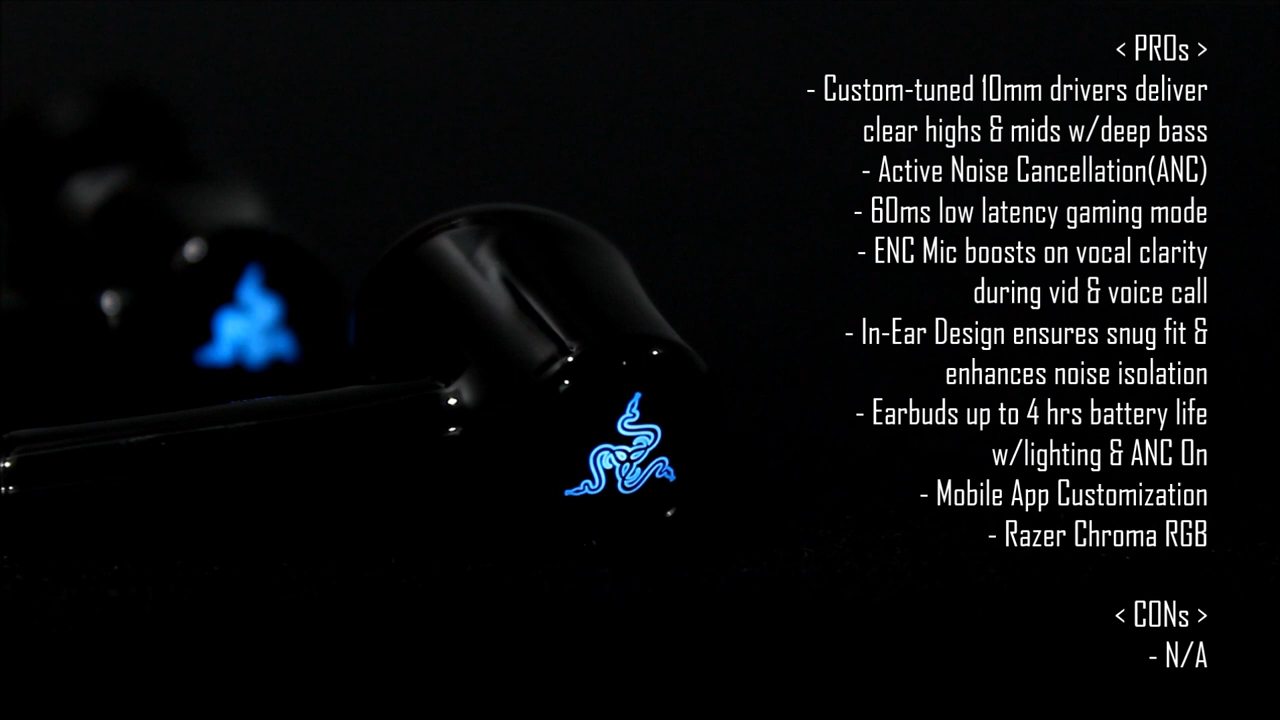 < PROs >
- Custom-tuned 10mm drivers deliver
clear highs & mids w/deep bass
- Active Noise Cancellation(ANC)
- 60ms low latency gaming mode
- ENC Mic boosts on vocal clarity
during vid & voice call
- In-Ear Design ensures snug fit &
enhances noise isolation
- Earbuds up to 4 hrs battery life
w/lighting & ANC On
- Mobile App Customization
- Razer Chroma RGB
< CONs >
- N/A